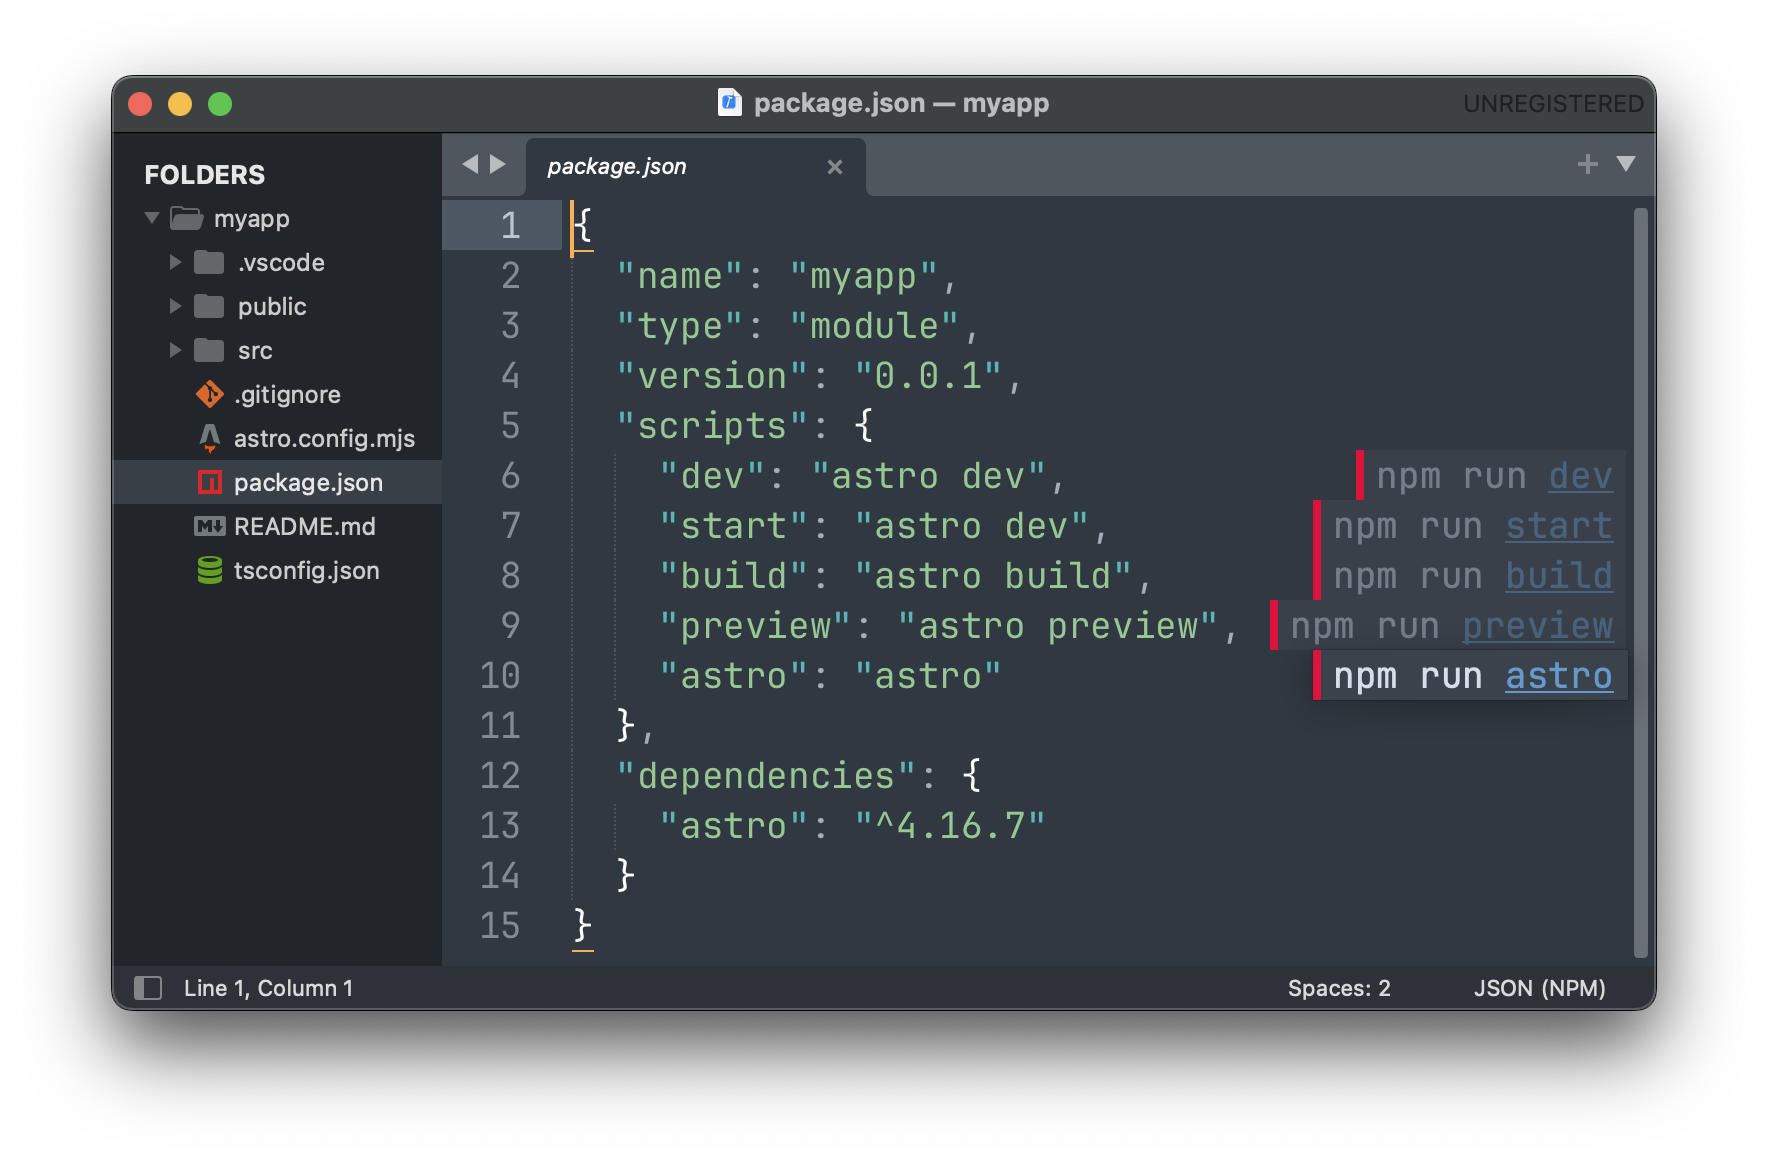 package.json — myapp
UNREGISTERED
FOLDERS
myapp
.vscode
public
src
.gitignore
astro.config.mjs
package.json
README.md
tsconfig.json
package.json
1 {
2 "name": "myapp",
3 "type": "module",
4 "version": "0.0.1",
5 "scripts": {
6 "dev": "astro dev", npm run dev
7 "start": "astro dev", npm run start
8 "build": "astro build", npm run build
9 "preview": "astro preview", npm run preview
10 "astro": "astro" npm run astro
11 },
12 "dependencies": {
13 "astro": "^4.16.7"
14 }
15 }
Line 1, Column 1
Spaces: 2
JSON (NPM)